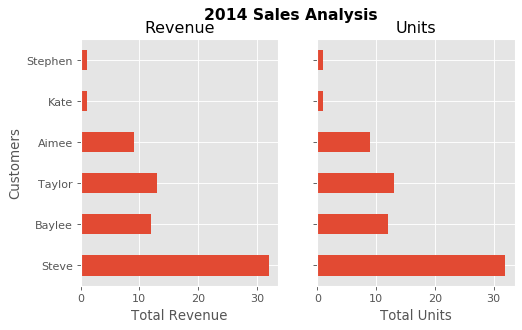 2014 Sales Analysis
Revenue
Units
Customers
Stephen
Kate
Aimee
Taylor
Baylee
Steve
0 10 20 30
0 10 20 30
Total Revenue
Total Units